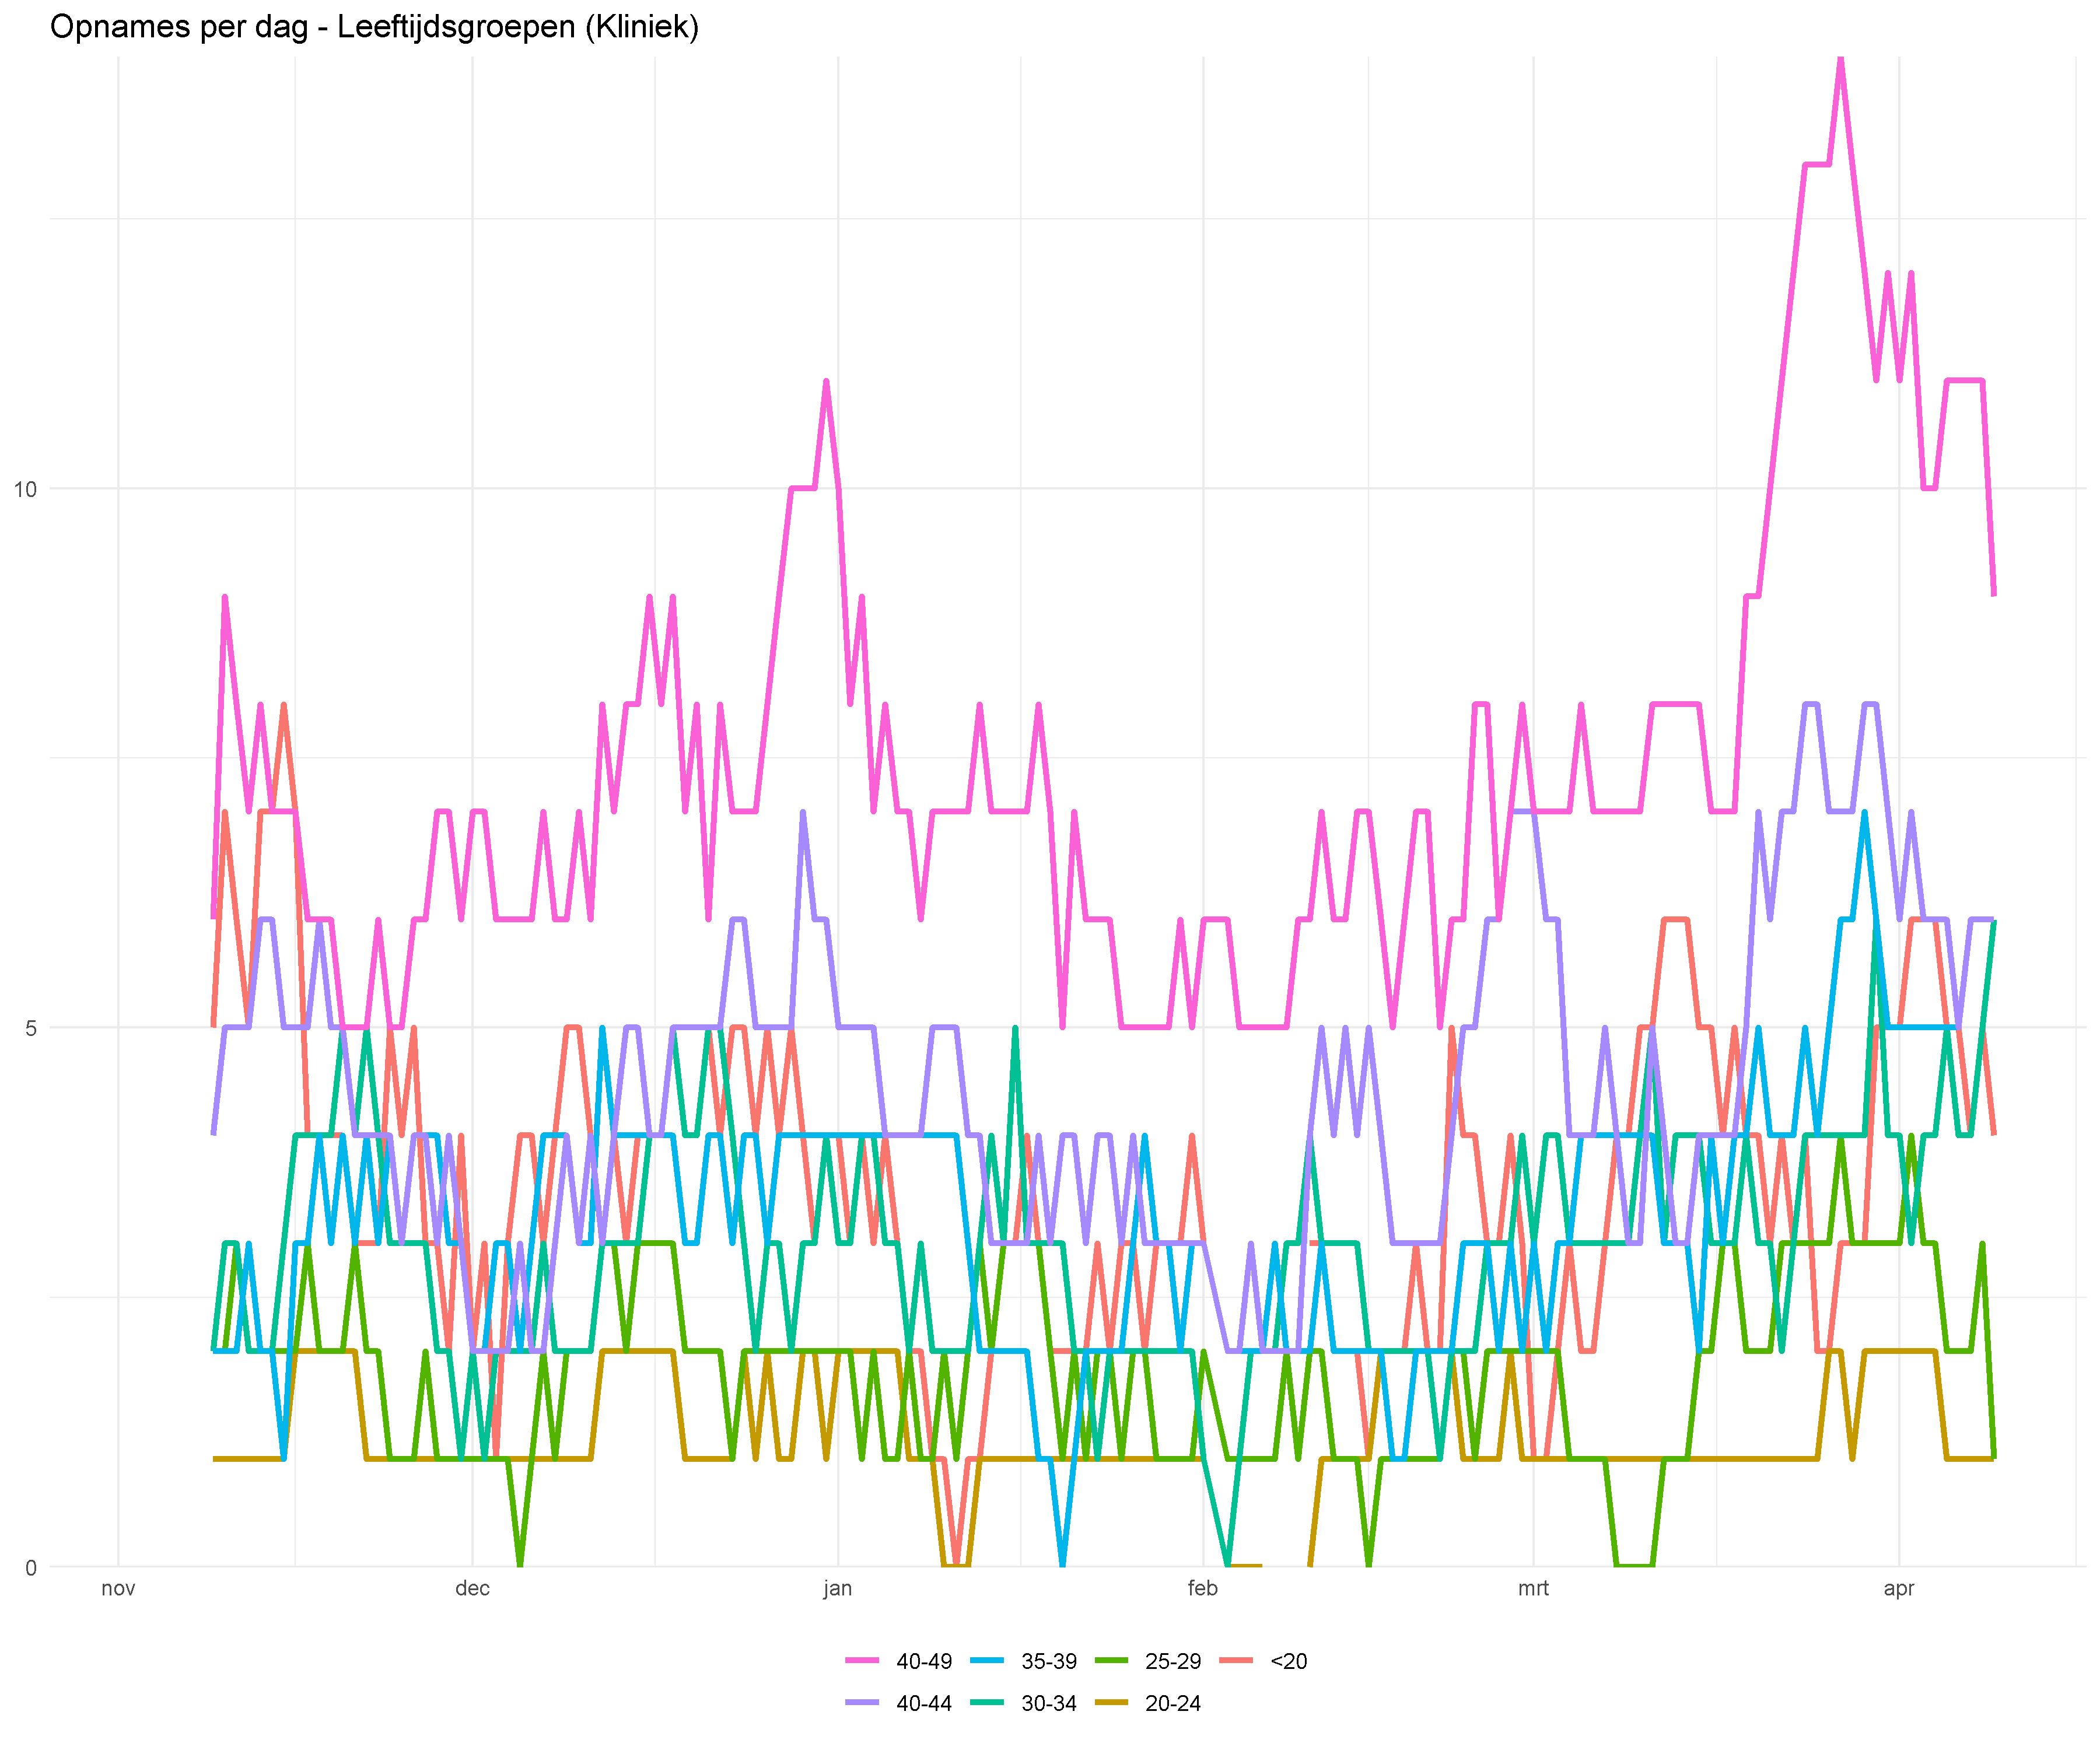 Opnames per dag - Leeftijdsgroepen (Kliniek)
10
5
0
nov dec jan feb mrt apr
40-49 35-39 25-29 <20
40-44 30-34 20-24